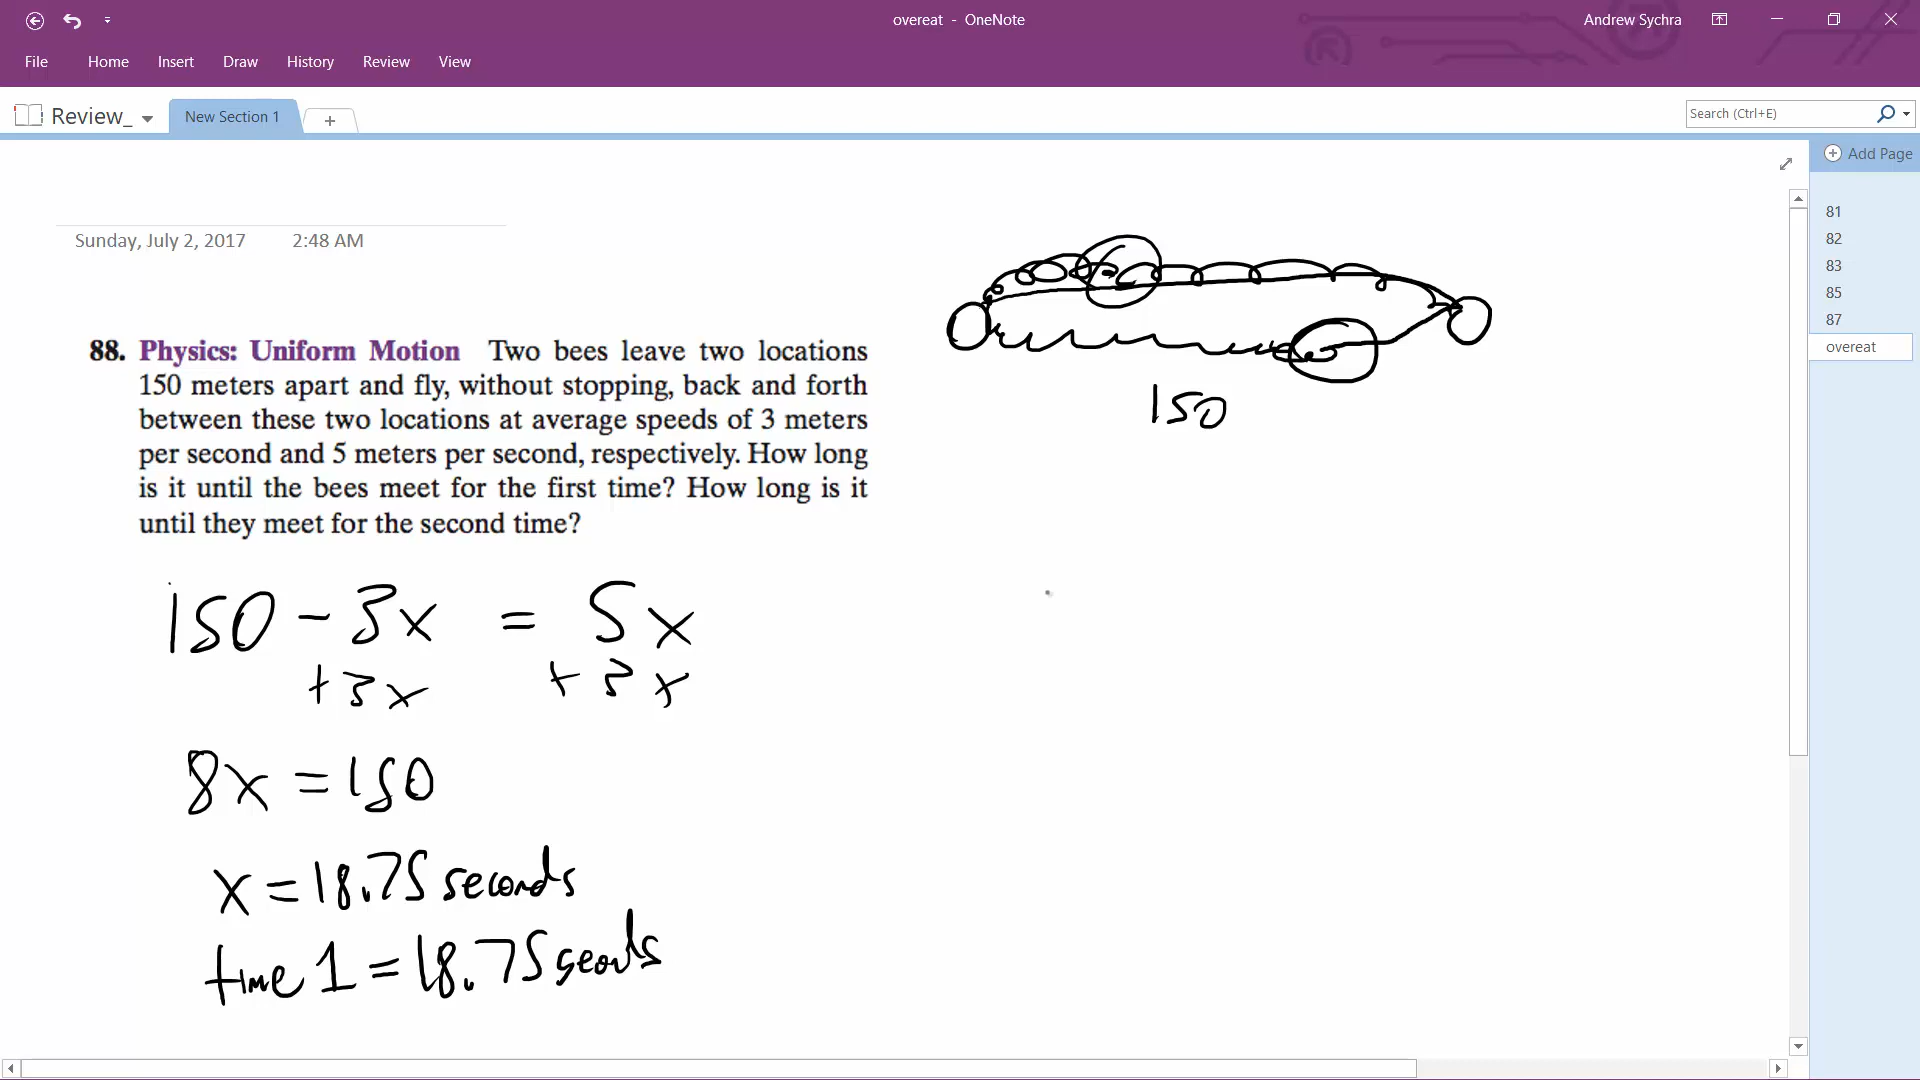 overeat - OneNote
Andrew Sychra
File Home Insert Draw History Review View
Review_ New Section 1 +
Search (Ctrl+E)
Add Page
81
82
83
85
87
overeat
Sunday, July 2, 2017 2:48 AM
88. Physics: Uniform Motion Two bees leave two locations
150 meters apart and fly, without stopping, back and forth
between these two locations at average speeds of 3 meters
per second and 5 meters per second, respectively. How long
is it until the bees meet for the first time? How long is it
until they meet for the second time?
150
150 - 3x = 5x
+3x +3x
8x = 150
x = 18.75 seconds
time 1 = 18.75 seconds